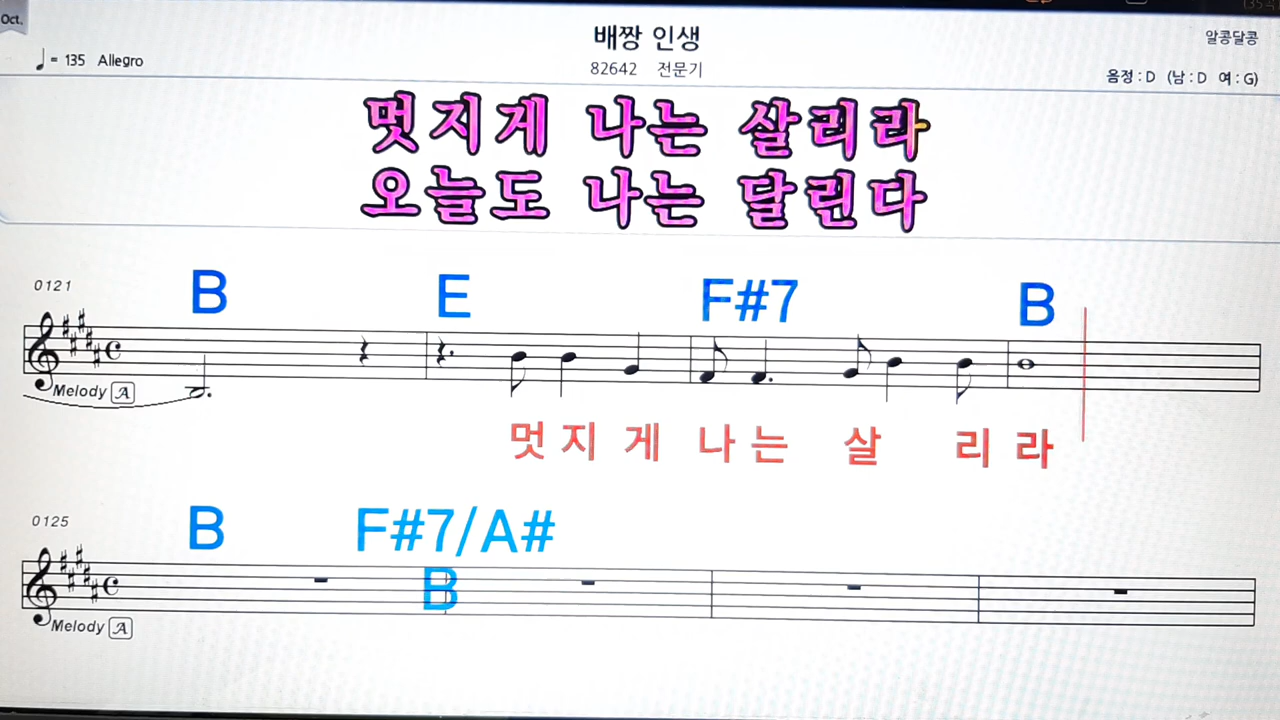 Oct.
배짱 인생
알콩달콩
♩ = 135 Allegro
82642 전문기
음정 : D (남 : D 여 : G)
멋지게 나는 살리라
오늘도 나는 달린다
0121
B E F#7 B
Melody A
멋 지 게 나 는 살 리 라
0125
B F#7/A#
B
Melody A